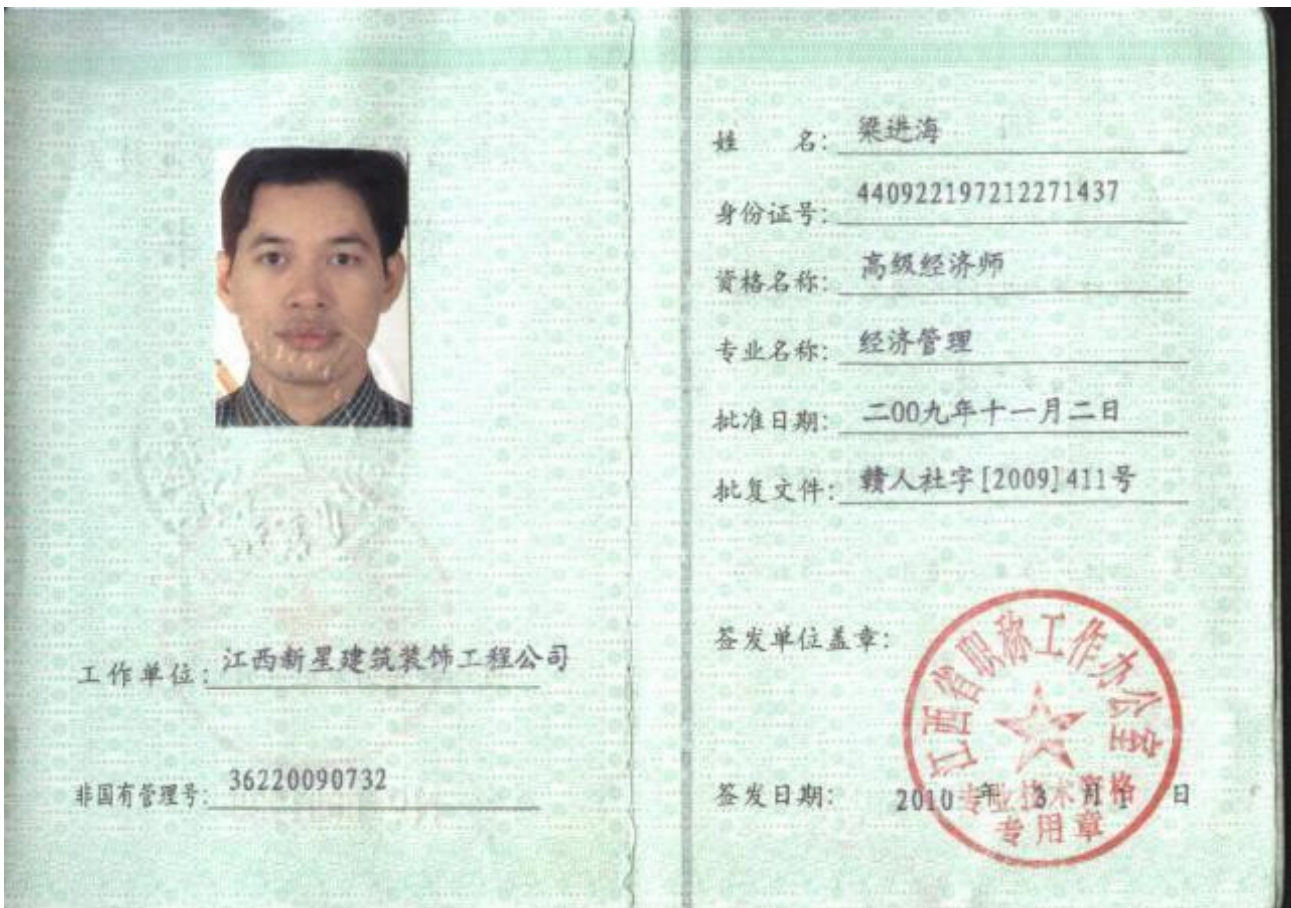 工作单位：江西新星建筑装饰工程公司
非国有管理号：36220090732
姓 名：梁进海
身份证号：440922197212271437
资格名称：高级经济师
专业名称：经济管理
批准日期：二00九年十一月二日
批复文件：赣人社字[2009]411号
签发单位盖章：
江西省职称工作办公室
专业技术资格
专用章
签发日期：2010 年 3 月 1 日